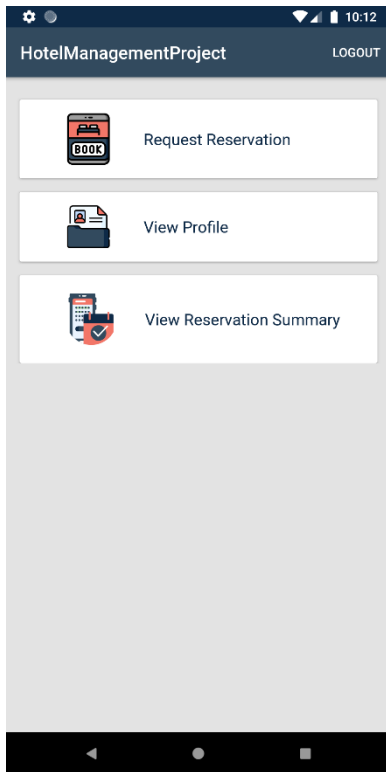 10:12
HotelManagementProject
LOGOUT
BOOK
Request Reservation
View Profile
View Reservation Summary